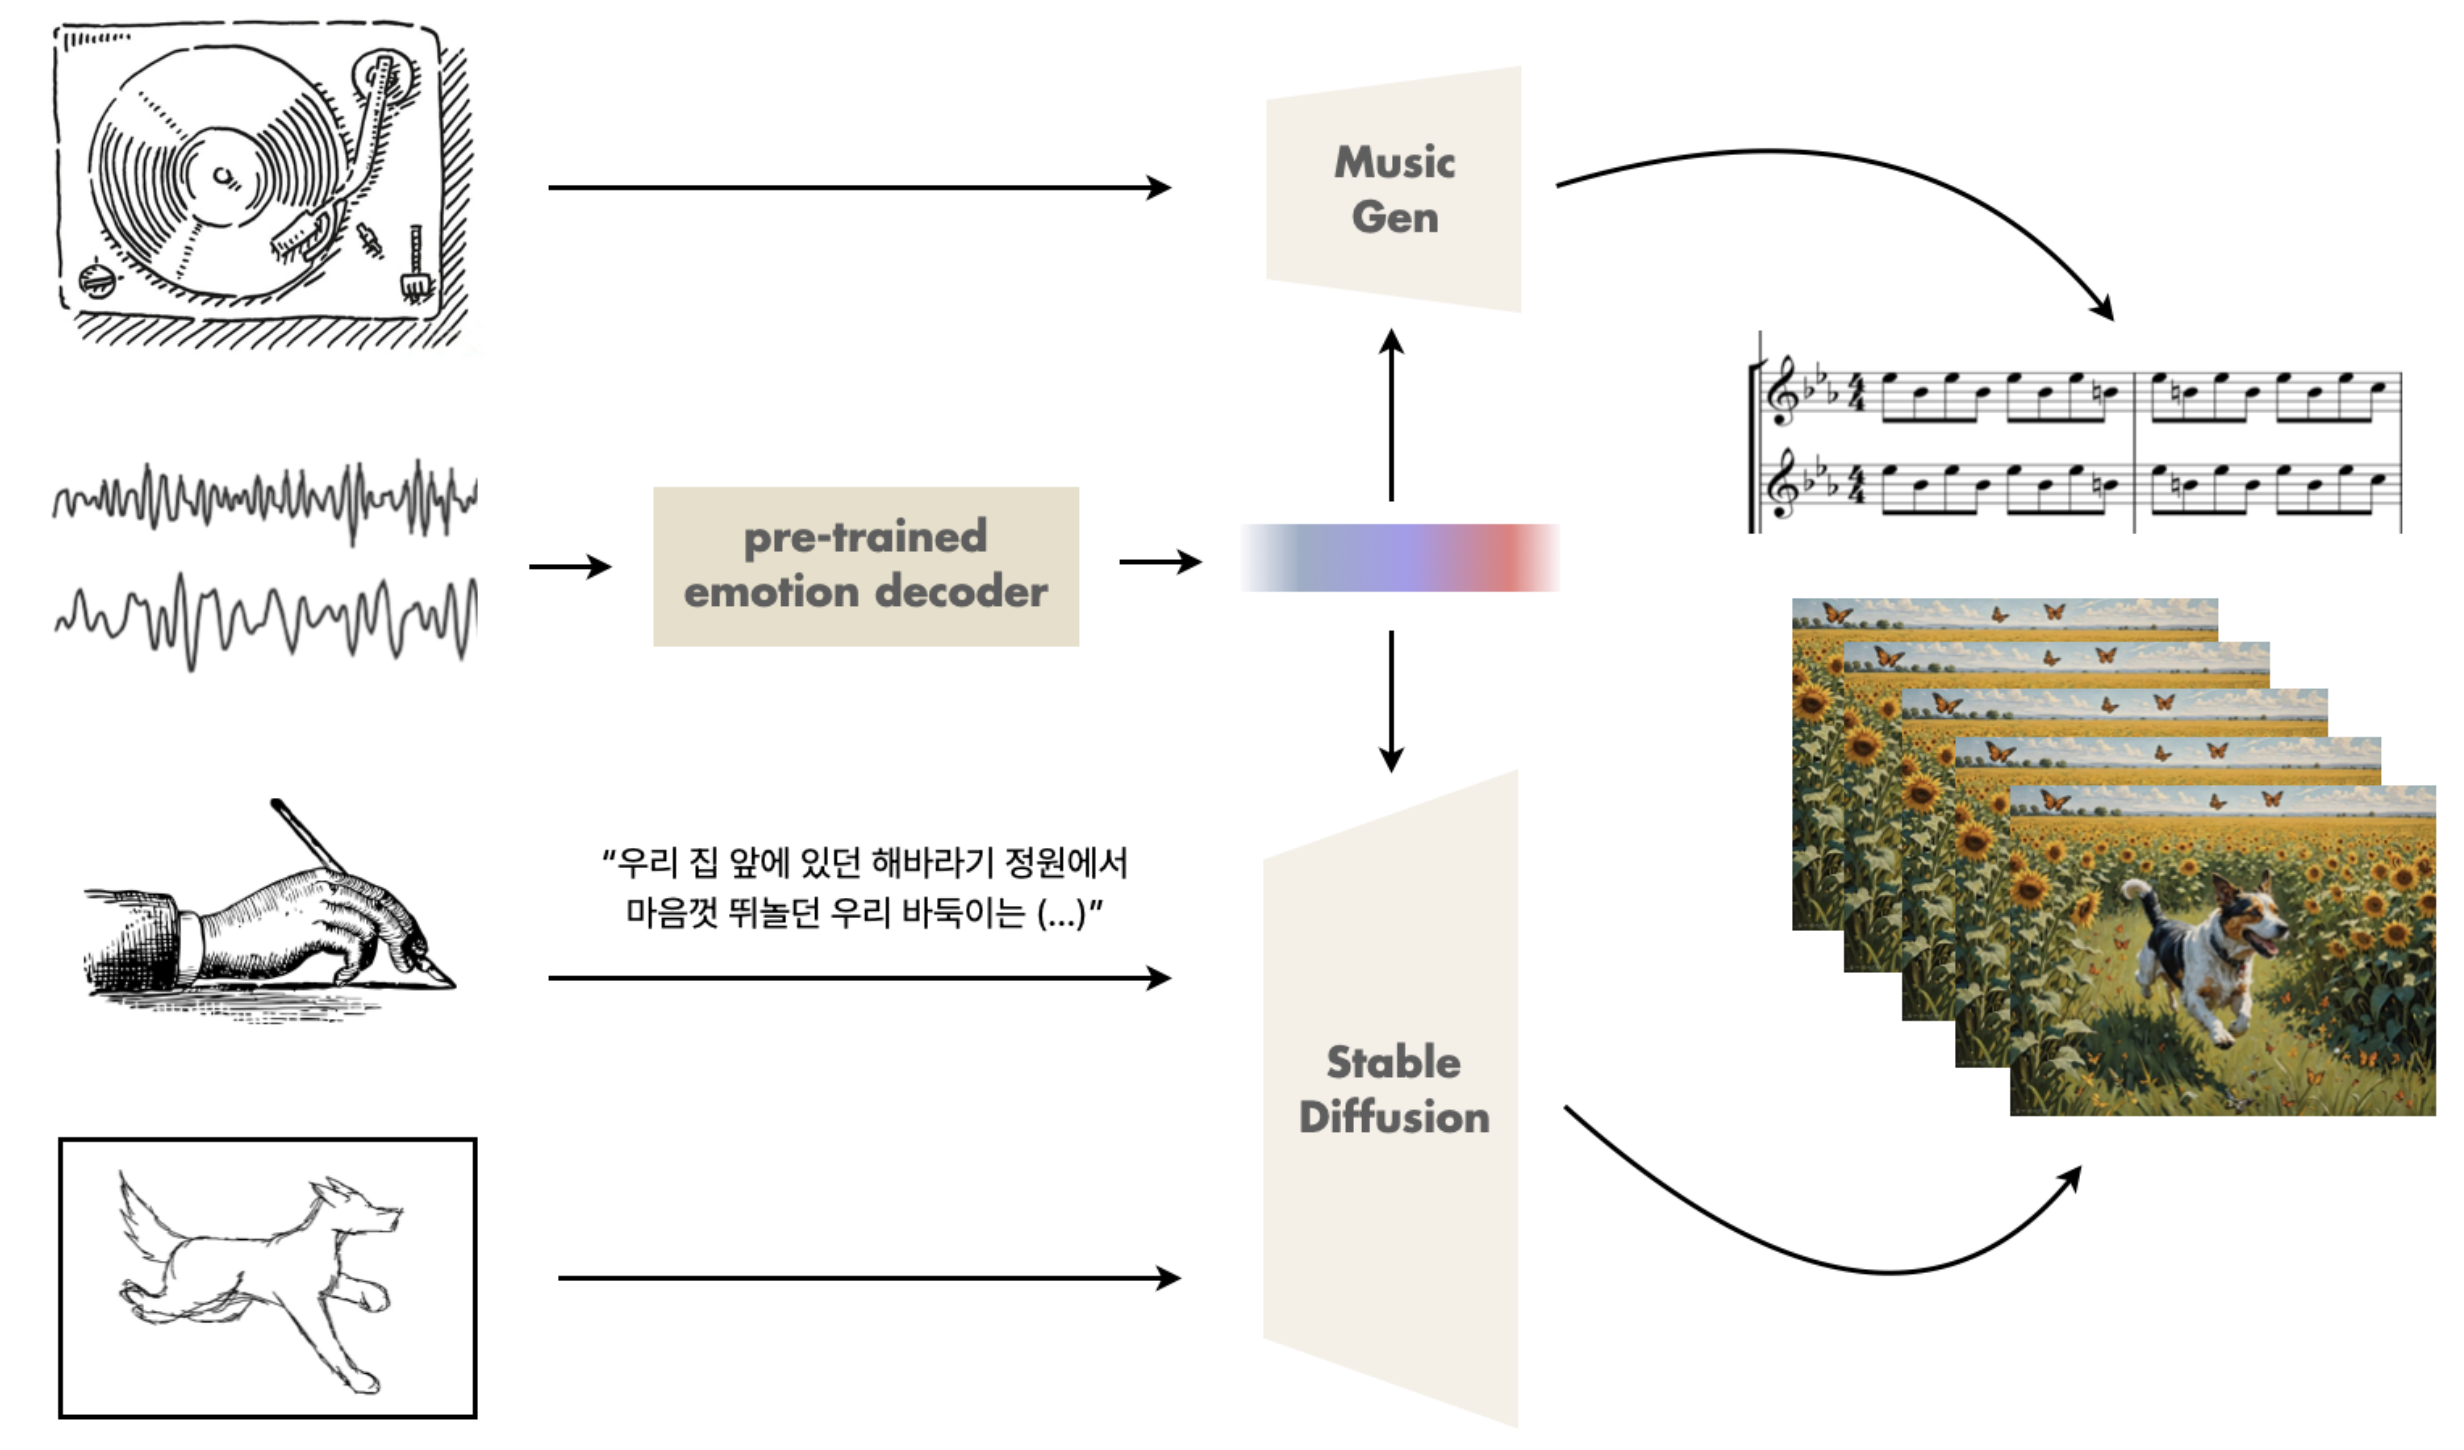 Music
Gen
pre-trained
emotion decoder
“우리 집 앞에 있던 해바라기 정원에서
마음껏 뛰놀던 우리 바둑이는 (...)”
Stable
Diffusion